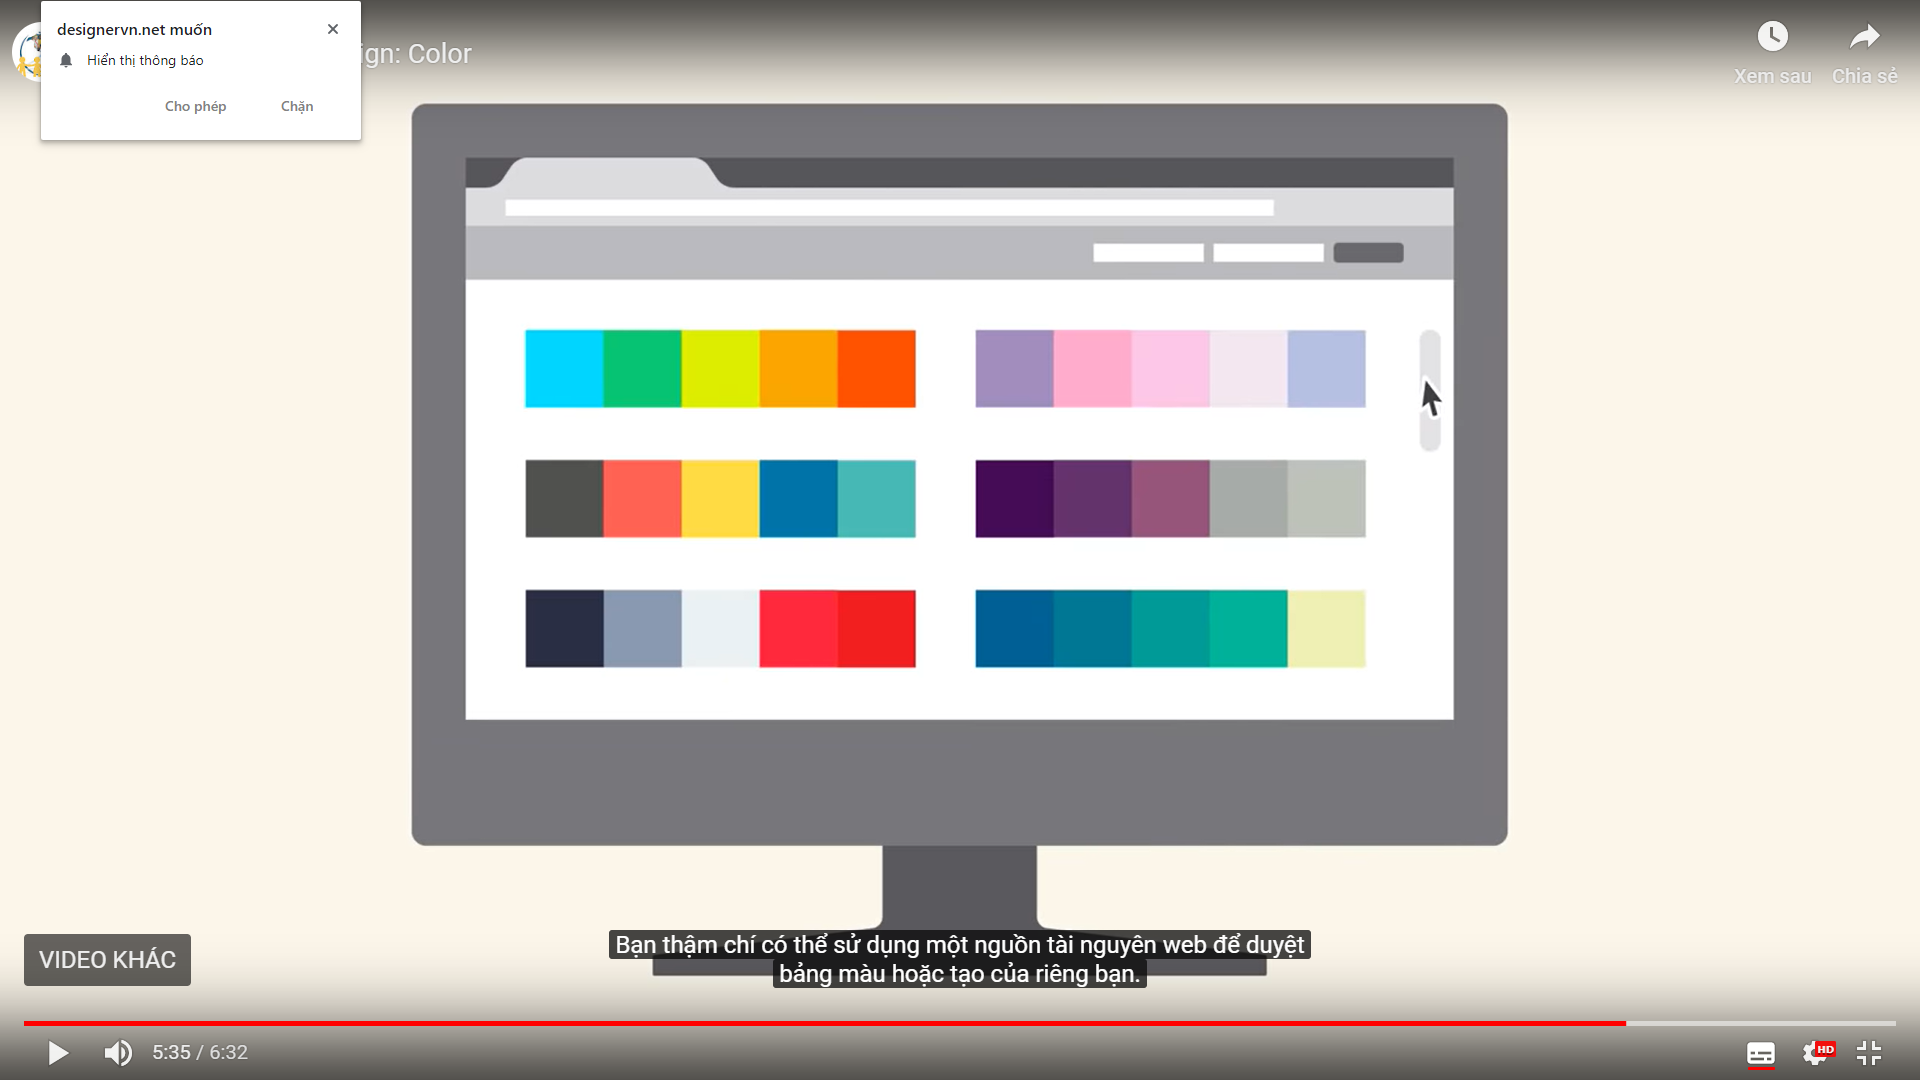 designervn.net muốn
Hiển thị thông báo
Cho phép
Chặn
ign: Color
Xem sau
Chia sẻ
Bạn thậm chí có thể sử dụng một nguồn tài nguyên web để duyệt
bảng màu hoặc tạo của riêng bạn.
VIDEO KHÁC
5:35 / 6:32
HD